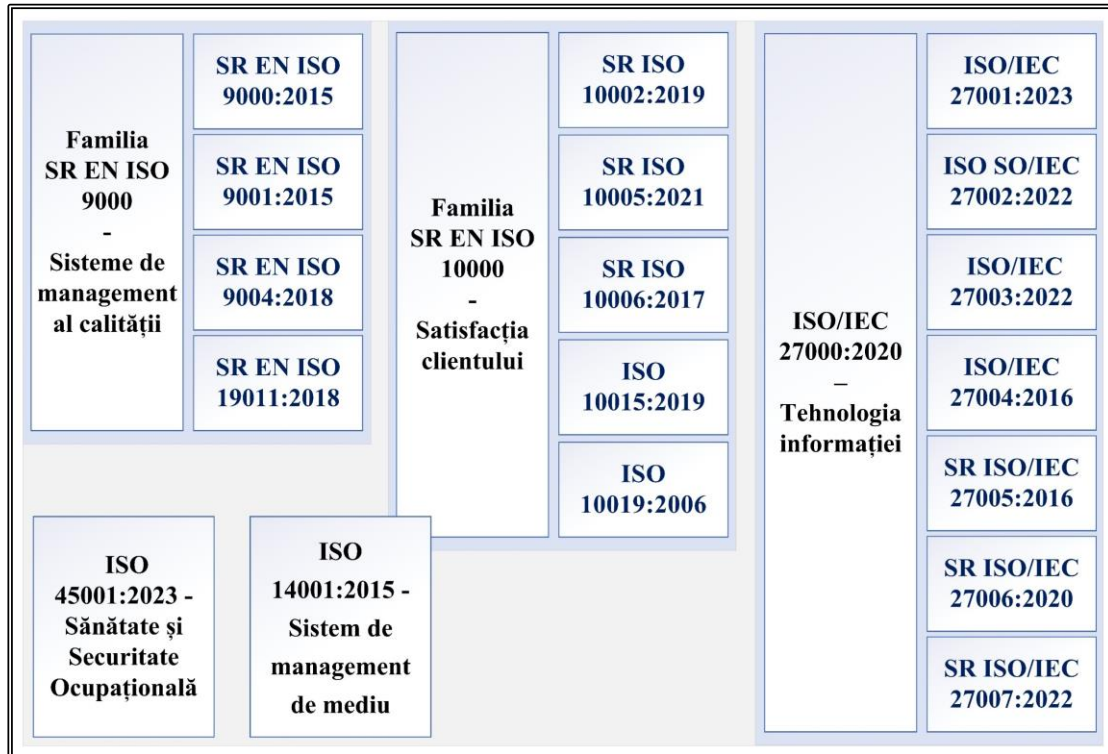 Familia
SR EN ISO
9000
-
Sisteme de
management
al calității
SR EN ISO
9000:2015
SR EN ISO
9001:2015
SR EN ISO
9004:2018
SR EN ISO
19011:2018
Familia
SR EN ISO
10000
-
Satisfacția
clientului
SR ISO
10002:2019
SR ISO
10005:2021
SR ISO
10006:2017
ISO
10015:2019
ISO
10019:2006
ISO/IEC
27000:2020
–
Tehnologia
informației
ISO/IEC
27001:2023
ISO SO/IEC
27002:2022
ISO/IEC
27003:2022
ISO/IEC
27004:2016
SR ISO/IEC
27005:2016
SR ISO/IEC
27006:2020
SR ISO/IEC
27007:2022
ISO
45001:2023 -
Sănătate și
Securitate
Ocupațională
ISO
14001:2015 -
Sistem de
management
de mediu